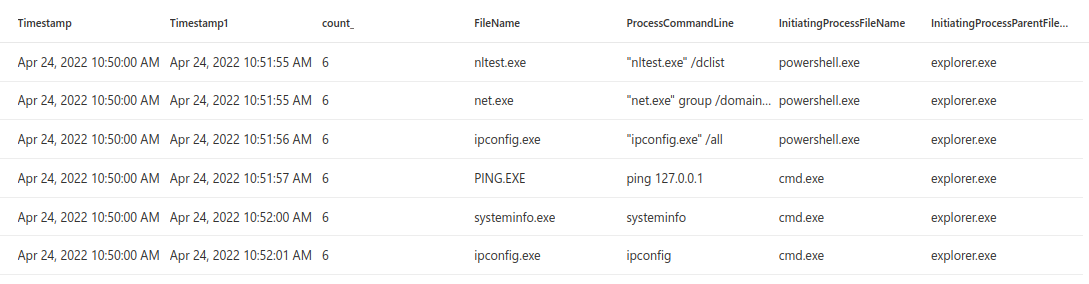 Timestamp Timestamp1 count_ FileName ProcessCommandLine InitiatingProcessFileName InitiatingProcessParentFile...
Apr 24, 2022 10:50:00 AM Apr 24, 2022 10:51:55 AM 6 nltest.exe "nltest.exe" /dclist powershell.exe explorer.exe
Apr 24, 2022 10:50:00 AM Apr 24, 2022 10:51:55 AM 6 net.exe "net.exe" group /domain... powershell.exe explorer.exe
Apr 24, 2022 10:50:00 AM Apr 24, 2022 10:51:56 AM 6 ipconfig.exe "ipconfig.exe" /all powershell.exe explorer.exe
Apr 24, 2022 10:50:00 AM Apr 24, 2022 10:51:57 AM 6 PING.EXE ping 127.0.0.1 cmd.exe explorer.exe
Apr 24, 2022 10:50:00 AM Apr 24, 2022 10:52:00 AM 6 systeminfo.exe systeminfo cmd.exe explorer.exe
Apr 24, 2022 10:50:00 AM Apr 24, 2022 10:52:01 AM 6 ipconfig.exe ipconfig cmd.exe explorer.exe